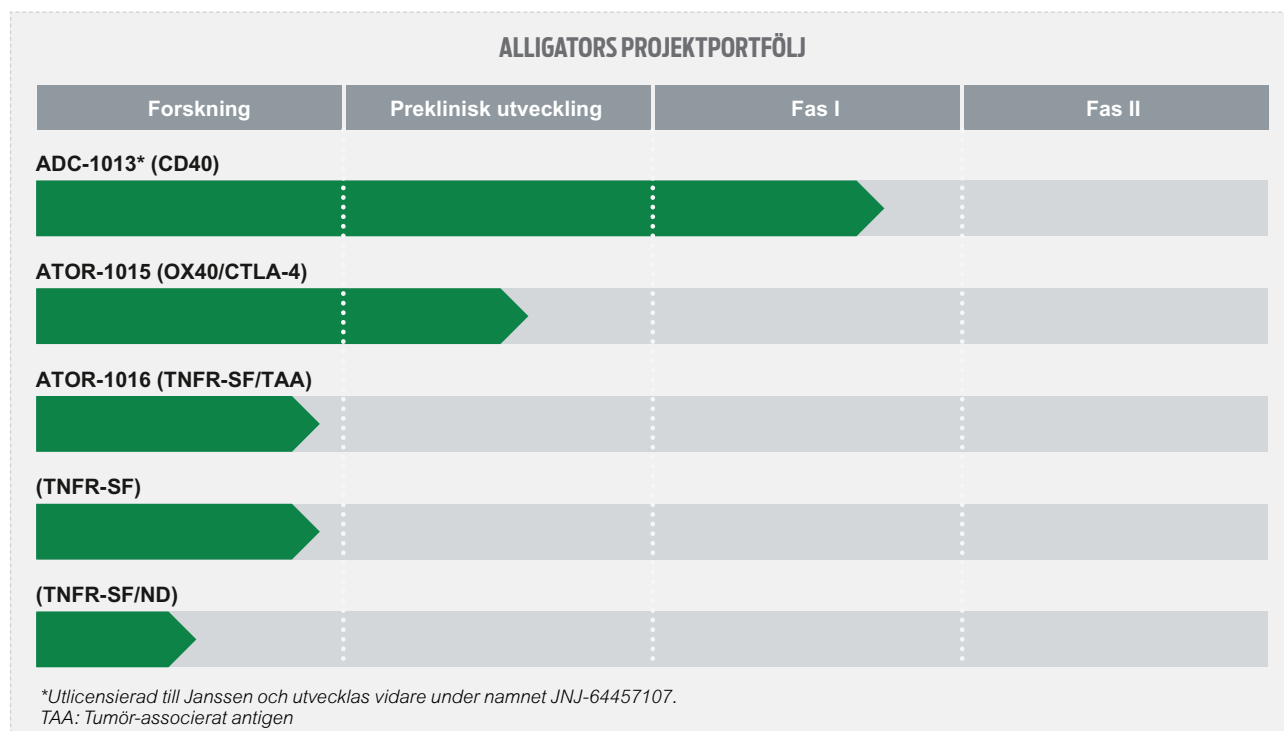 ALLIGATORS PROJEKTPORTFÖLJ
Forskning Preklinisk utveckling Fas I Fas II
ADC-1013* (CD40)
ATOR-1015 (OX40/CTLA-4)
ATOR-1016 (TNFR-SF/TAA)
(TNFR-SF)
(TNFR-SF/ND)
*Utlicensierad till Janssen och utvecklas vidare under namnet JNJ-64457107.
TAA: Tumör-associerat antigen